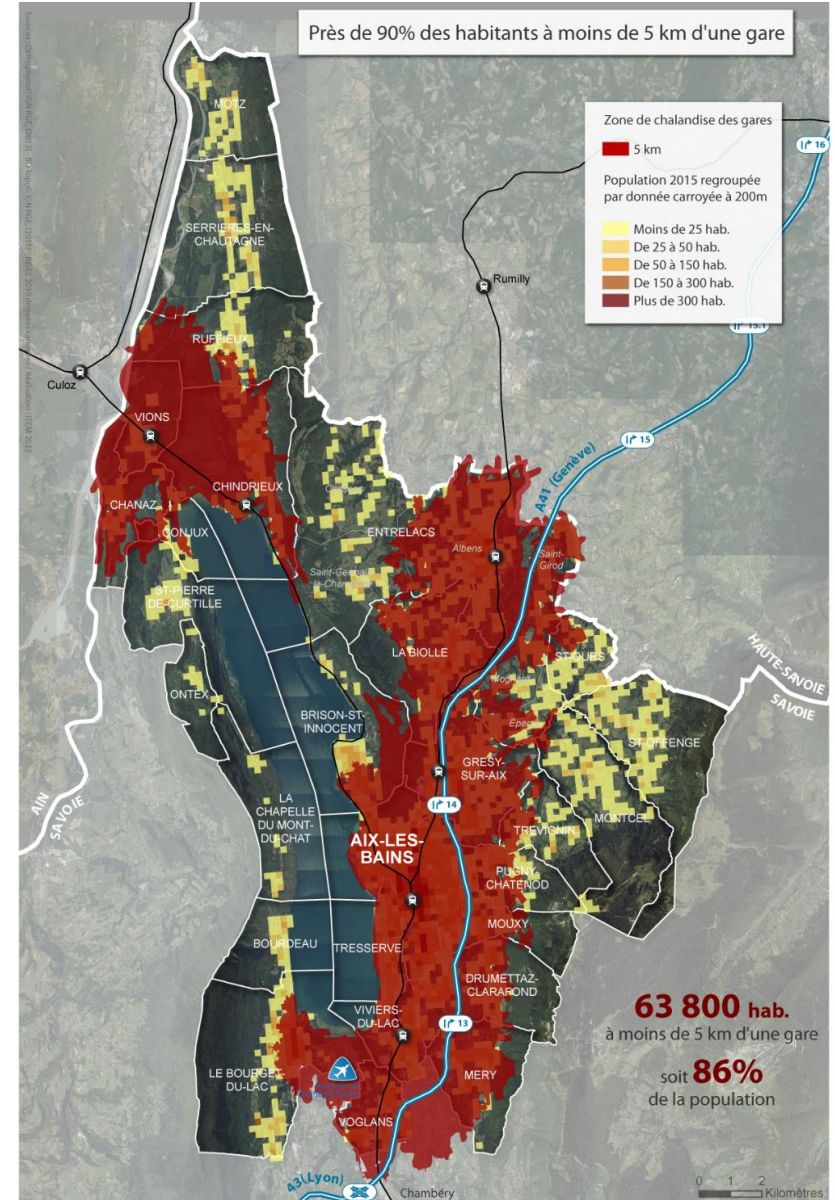 Près de 90% des habitants à moins de 5 km d'une gare
Zone de chalandise des gares
5 km
Population 2015 regroupée
par donnée carroyée à 200m
Moins de 25 hab.
De 25 à 50 hab.
De 50 à 150 hab.
De 150 à 300 hab.
Plus de 300 hab.
16
MOTZ
SERRIERES-EN-
CHAUTAGNE
Rumilly
15.1
RUFFIEUX
Culoz
VIONS
15
A41 (Genève)
CHINDRIEUX
CHANAZ
CONJUX
ENTRELACS
Albens
Saint-
Girod
Saint-Germain-
ST-PIERRE
DE-CURTILLE
LA BIOLLE
ST-OURS
HAUTE-SAVOIE
SAVOIE
ONTEX
BRISON-ST-
INNOCENT
ST-OFFENGE
GRESY-
SUR-AIX
AIN
SAVOIE
LA
CHAPELLE
DU MONT-
DU-CHAT
14
MONTCEL
TREVIGNIN
AIX-LES-
BAINS
PUGNY-
CHATENOD
MOUXY
BOURDEAU
TRESSERVE
DRUMETTAZ-
CLARAFOND
VIVIERS-
DU-LAC
13
63 800 hab.
à moins de 5 km d'une gare
soit 86%
de la population
LE BOURGET-
DU-LAC
MERY
VOGLANS
43 (Lyon)
Chambéry
0 1 2
Kilomètres